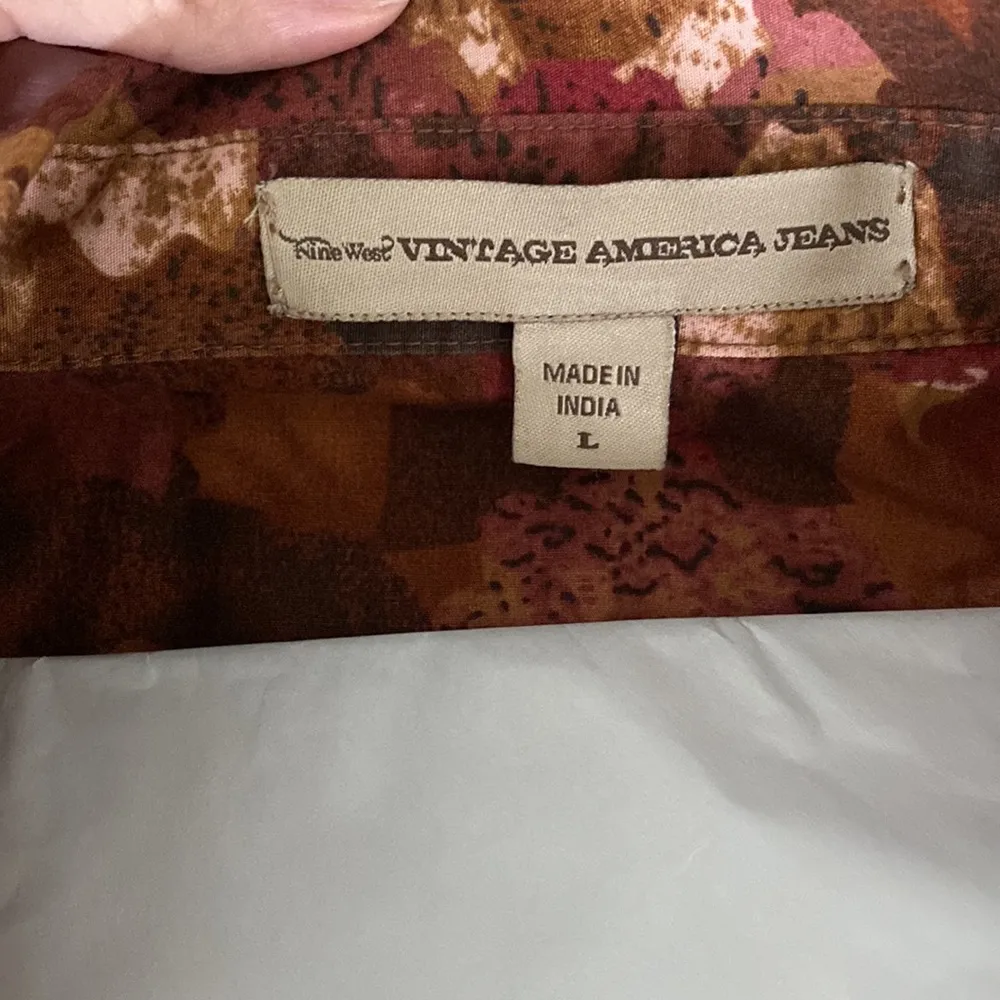 Nine West VINTAGE AMERICA JEANS
MADE IN
INDIA
L